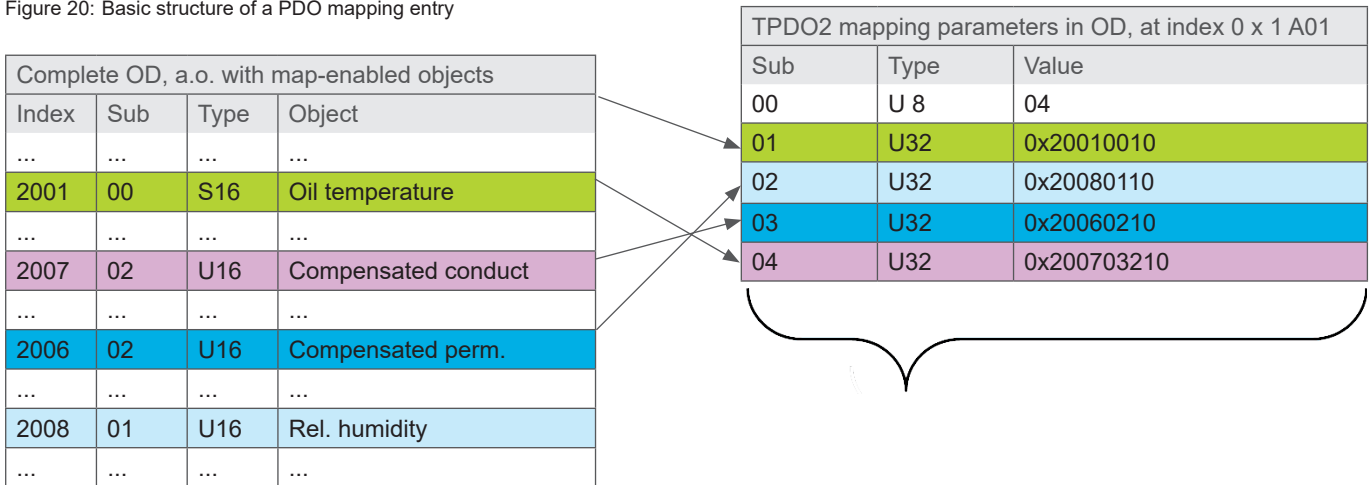 Figure 20: Basic structure of a PDO mapping entry
Complete OD, a.o. with map-enabled objects
Index Sub Type Object
... ... ... ...
2001 00 S16 Oil temperature
... ... ... ...
2007 02 U16 Compensated conduct
... ... ... ...
2006 02 U16 Compensated perm.
... ... ... ...
2008 01 U16 Rel. humidity
... ... ... ...
TPDO2 mapping parameters in OD, at index 0 x 1 A01
Sub Type Value
00 U 8 04
01 U32 0x20010010
02 U32 0x20080110
03 U32 0x20060210
04 U32 0x200703210